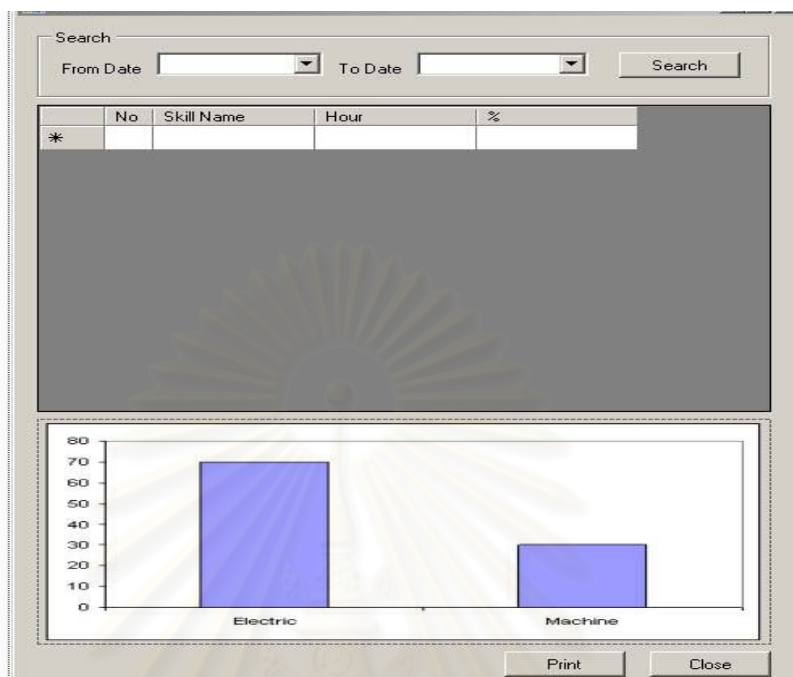 Search
From Date To Date Search
No Skill Name Hour %
*
80
70
60
50
40
30
20
10
0
Electric Machine
Print Close